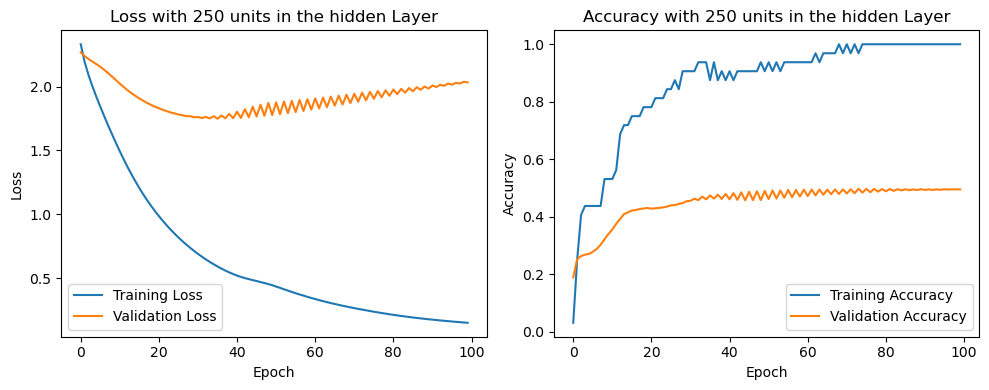 Loss with 250 units in the hidden Layer
2.0
1.5
1.0
0.5
Loss
0 20 40 60 80 100
Epoch
Training Loss
Validation Loss
Accuracy with 250 units in the hidden Layer
1.0
0.8
0.6
0.4
0.2
0.0
Accuracy
0 20 40 60 80 100
Epoch
Training Accuracy
Validation Accuracy